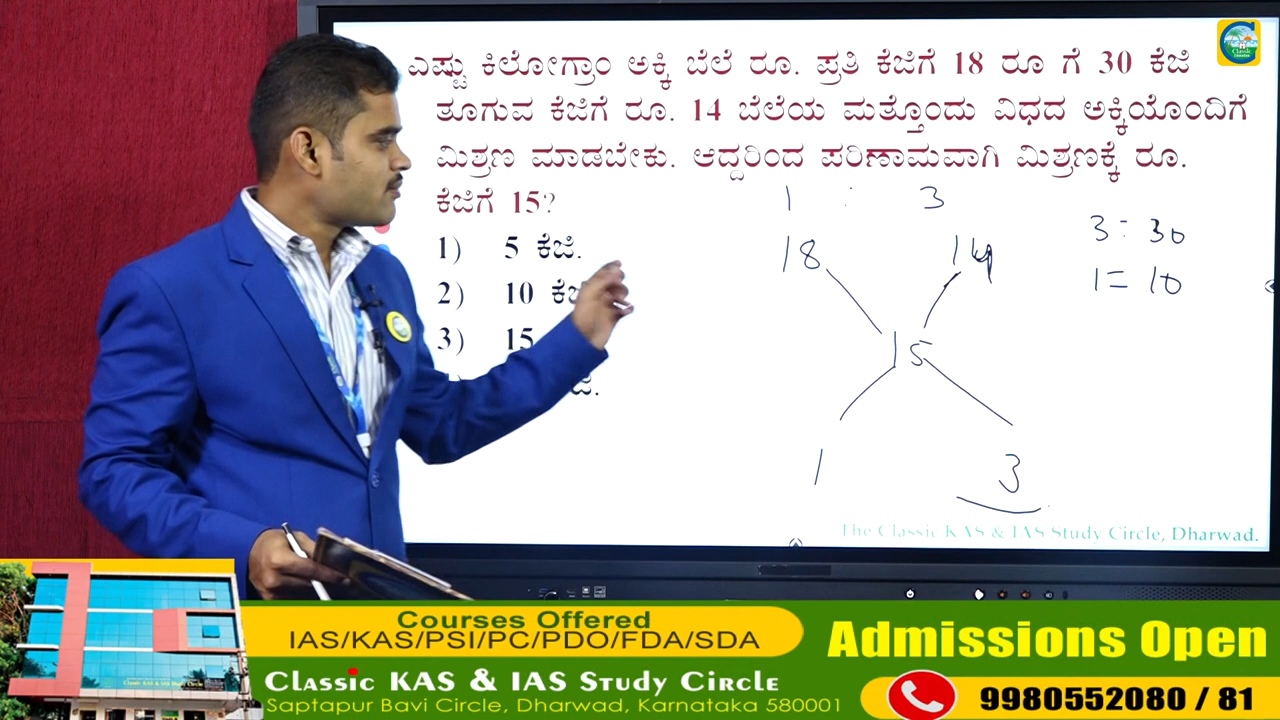 ಎಷ್ಟು ಕಿಲೋಗ್ರಾಂ ಅಕ್ಕಿ ಬೆಲೆ ರೂ. ಪ್ರತಿ ಕೆಜಿಗೆ 18 ರೂ ಗೆ 30 ಕೆಜಿ
ತೂಗುವ ಕೆಜಿಗೆ ರೂ. 14 ಬೆಲೆಯ ಮತ್ತೊಂದು ವಿಧದ ಅಕ್ಕಿಯೊಂದಿಗೆ
ಮಿಶ್ರಣ ಮಾಡಬೇಕು. ಆದ್ದರಿಂದ ಪರಿಣಾಮವಾಗಿ ಮಿಶ್ರಣಕ್ಕೆ ರೂ.
ಕೆಜಿಗೆ 15?
1) 5 ಕೆಜಿ.
2) 10
3) 15
1 : 3
18 14
15
1 3
3 : 30
1 = 10
The Classic KAS & IAS Study Circle, Dharwad.
Courses Offered
IAS/KAS/PSI/PC/PDO/FDA/SDA
Classic KAS & IAS Study Circle
Saptapur Bavi Circle, Dharwad, Karnataka 580001
Admissions Open
9980552080 / 81